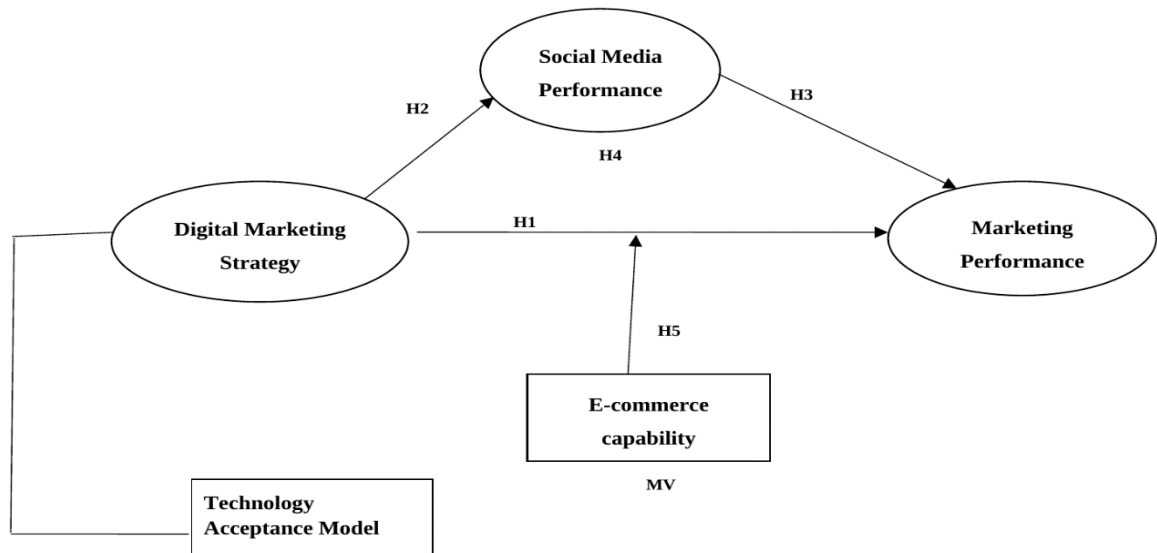 Social Media
Performance
H2
H3
H4
Digital Marketing
Strategy
H1
Marketing
Performance
H5
E-commerce
capability
MV
Technology
Acceptance Model